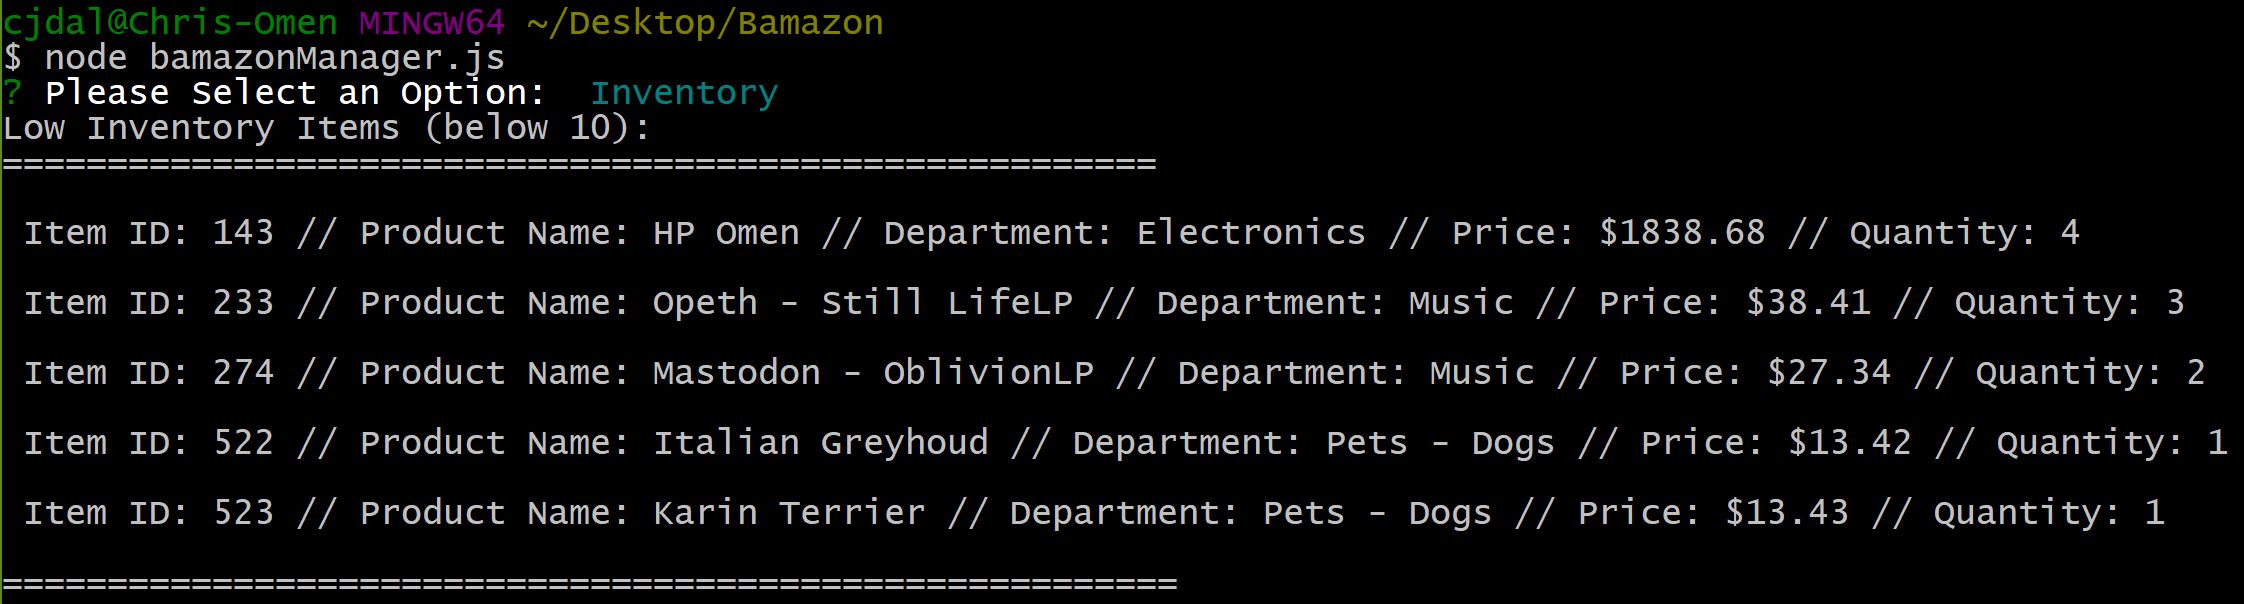 cjdal@Chris-Omen MINGW64 ~/Desktop/Bamazon
$ node bamazonManager.js
? Please Select an Option:  Inventory
Low Inventory Items (below 10):
=======================================================
Item ID: 143 // Product Name: HP Omen // Department: Electronics // Price: $1838.68 // Quantity: 4
Item ID: 233 // Product Name: Opeth - Still LifeLP // Department: Music // Price: $38.41 // Quantity: 3
Item ID: 274 // Product Name: Mastodon - OblivionLP // Department: Music // Price: $27.34 // Quantity: 2
Item ID: 522 // Product Name: Italian Greyhoud // Department: Pets - Dogs // Price: $13.42 // Quantity: 1
Item ID: 523 // Product Name: Karin Terrier // Department: Pets - Dogs // Price: $13.43 // Quantity: 1
========================================================